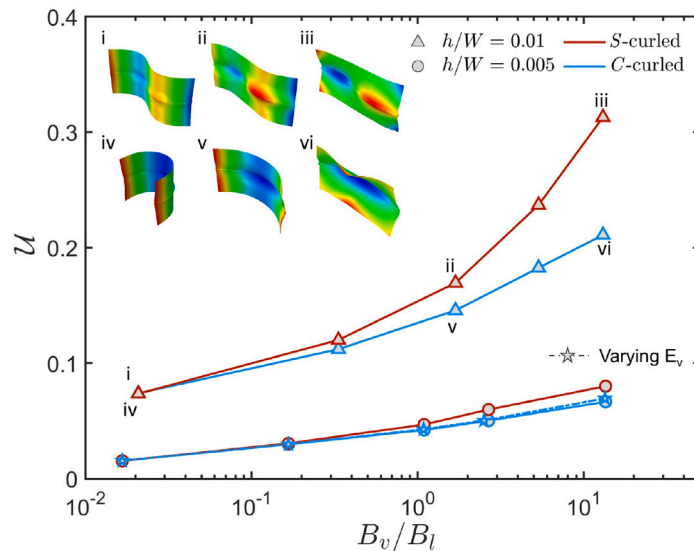 i
ii
iii
h/W = 0.01
S-curled
h/W = 0.005
C-curled
iv
v
vi
iii
ii
vi
v
i
iv
Varying E_v
0.4
0.3
0.2
0.1
0
𝒰
10^-2
10^-1
10^0
10^1
B_v/B_l